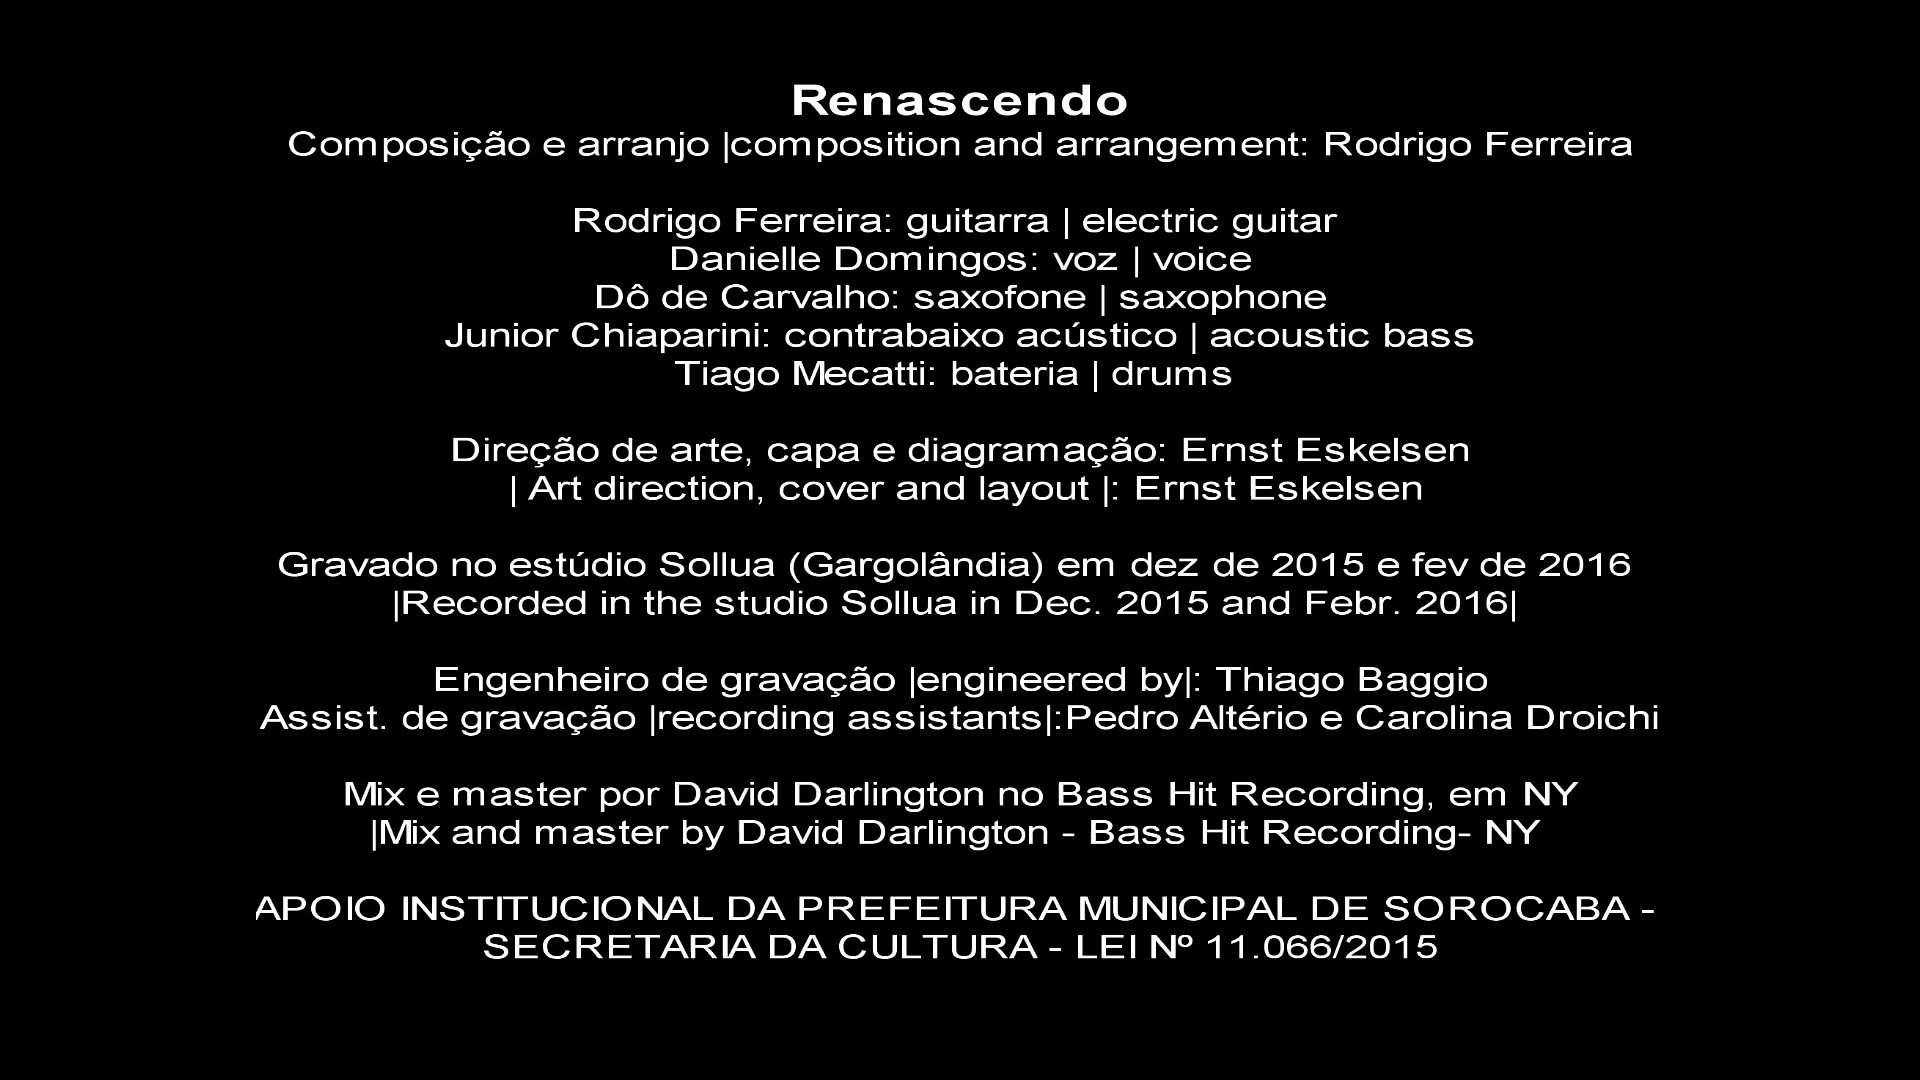 Renascendo
Composição e arranjo |composition and arrangement: Rodrigo Ferreira
Rodrigo Ferreira: guitarra | electric guitar
Danielle Domingos: voz | voice
Dô de Carvalho: saxofone | saxophone
Junior Chiaparini: contrabaixo acústico | acoustic bass
Tiago Mecatti: bateria | drums
Direção de arte, capa e diagramação: Ernst Eskelsen
| Art direction, cover and layout |: Ernst Eskelsen
Gravado no estúdio Sollua (Gargolândia) em dez de 2015 e fev de 2016
|Recorded in the studio Sollua in Dec. 2015 and Febr. 2016|
Engenheiro de gravação |engineered by|: Thiago Baggio
Assist. de gravação |recording assistants|:Pedro Altério e Carolina Droichi
Mix e master por David Darlington no Bass Hit Recording, em NY
|Mix and master by David Darlington - Bass Hit Recording- NY
APOIO INSTITUCIONAL DA PREFEITURA MUNICIPAL DE SOROCABA -
SECRETARIA DA CULTURA - LEI Nº 11.066/2015